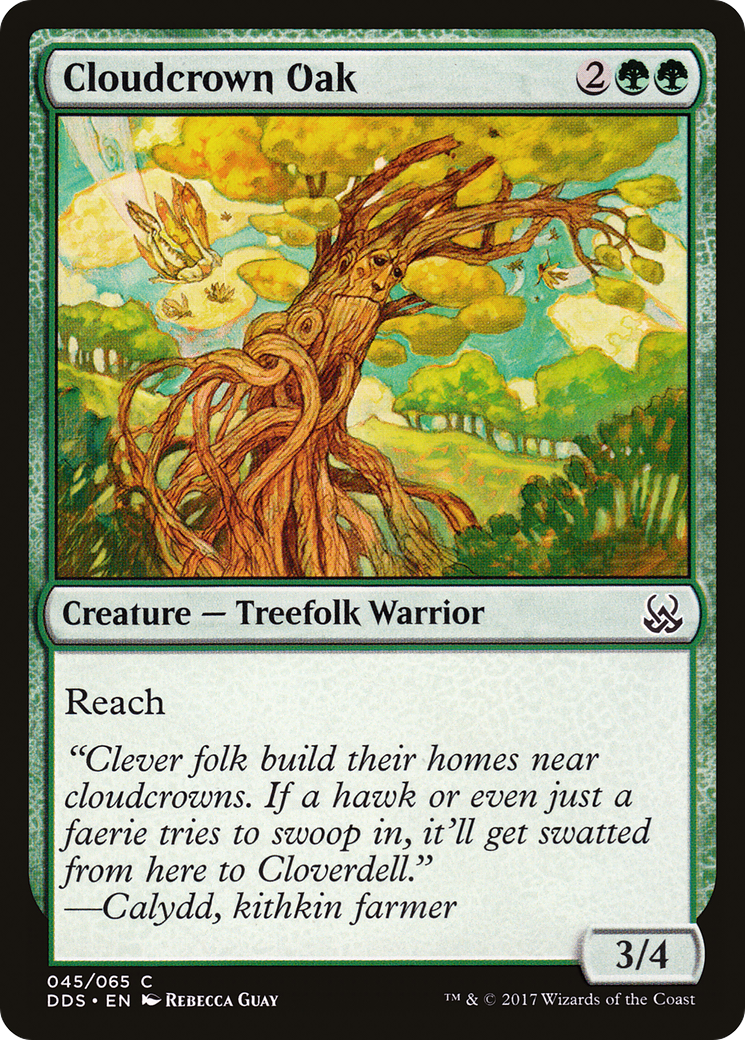 Cloudcrown Oak 2
Creature — Treefolk Warrior
Reach
“Clever folk build their homes near
cloudcrowns. If a hawk or even just a
faerie tries to swoop in, it’ll get swatted
from here to Cloverdell.”
—Calydd, kithkin farmer
3/4
045/065 C
DDS • EN Rebecca Guay
™ & © 2017 Wizards of the Coast